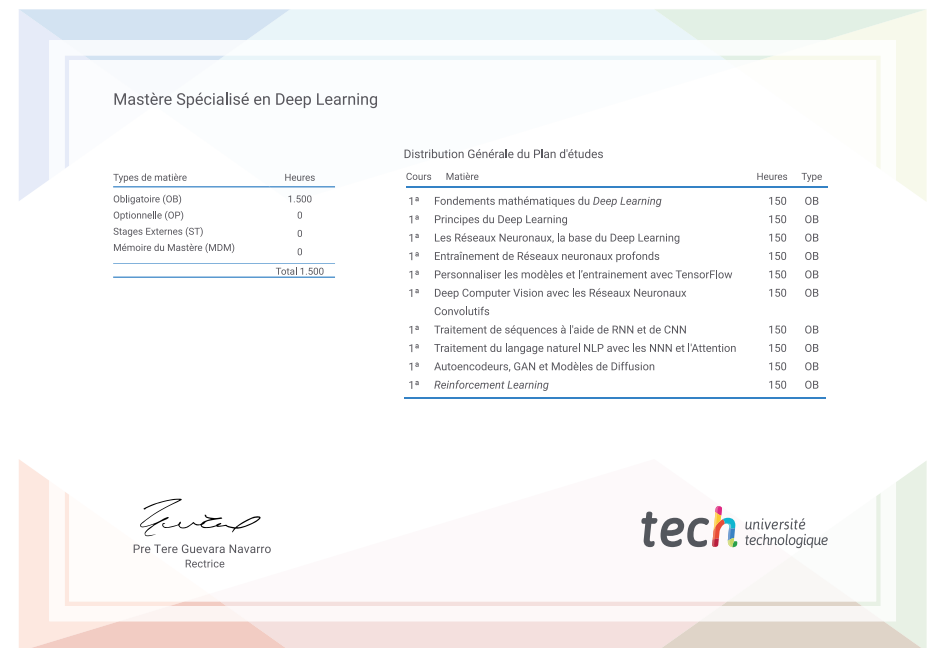 Mastère Spécialisé en Deep Learning
Types de matière Heures
Obligatoire (OB) 1.500
Optionnelle (OP) 0
Stages Externes (ST) 0
Mémoire du Mastère (MDM) 0
Total 1.500
Distribution Générale du Plan d'études
Cours Matière Heures Type
1ª Fondements mathématiques du Deep Learning 150 OB
1ª Principes du Deep Learning 150 OB
1ª Les Réseaux Neuronaux, la base du Deep Learning 150 OB
1ª Entraînement de Réseaux neuronaux profonds 150 OB
1ª Personnaliser les modèles et l'entrainement avec TensorFlow 150 OB
1ª Deep Computer Vision avec les Réseaux Neuronaux 150 OB
Convolutifs
1ª Traitement de séquences à l'aide de RNN et de CNN 150 OB
1ª Traitement du langage naturel NLP avec les NNN et l'Attention 150 OB
1ª Autoencodeurs, GAN et Modèles de Diffusion 150 OB
1ª Reinforcement Learning 150 OB
Pre Tere Guevara Navarro
Rectrice
tech université
technologique